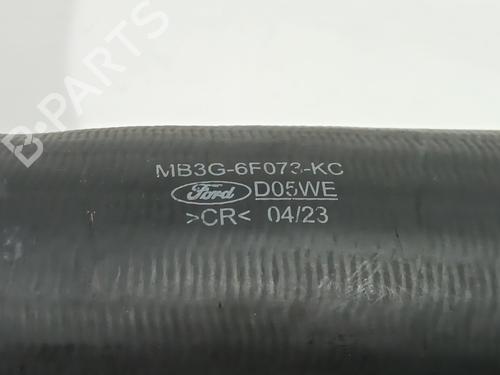 MB3G-6F073-KC
Ford D05WE
>CR< 04/23
B-PARTS